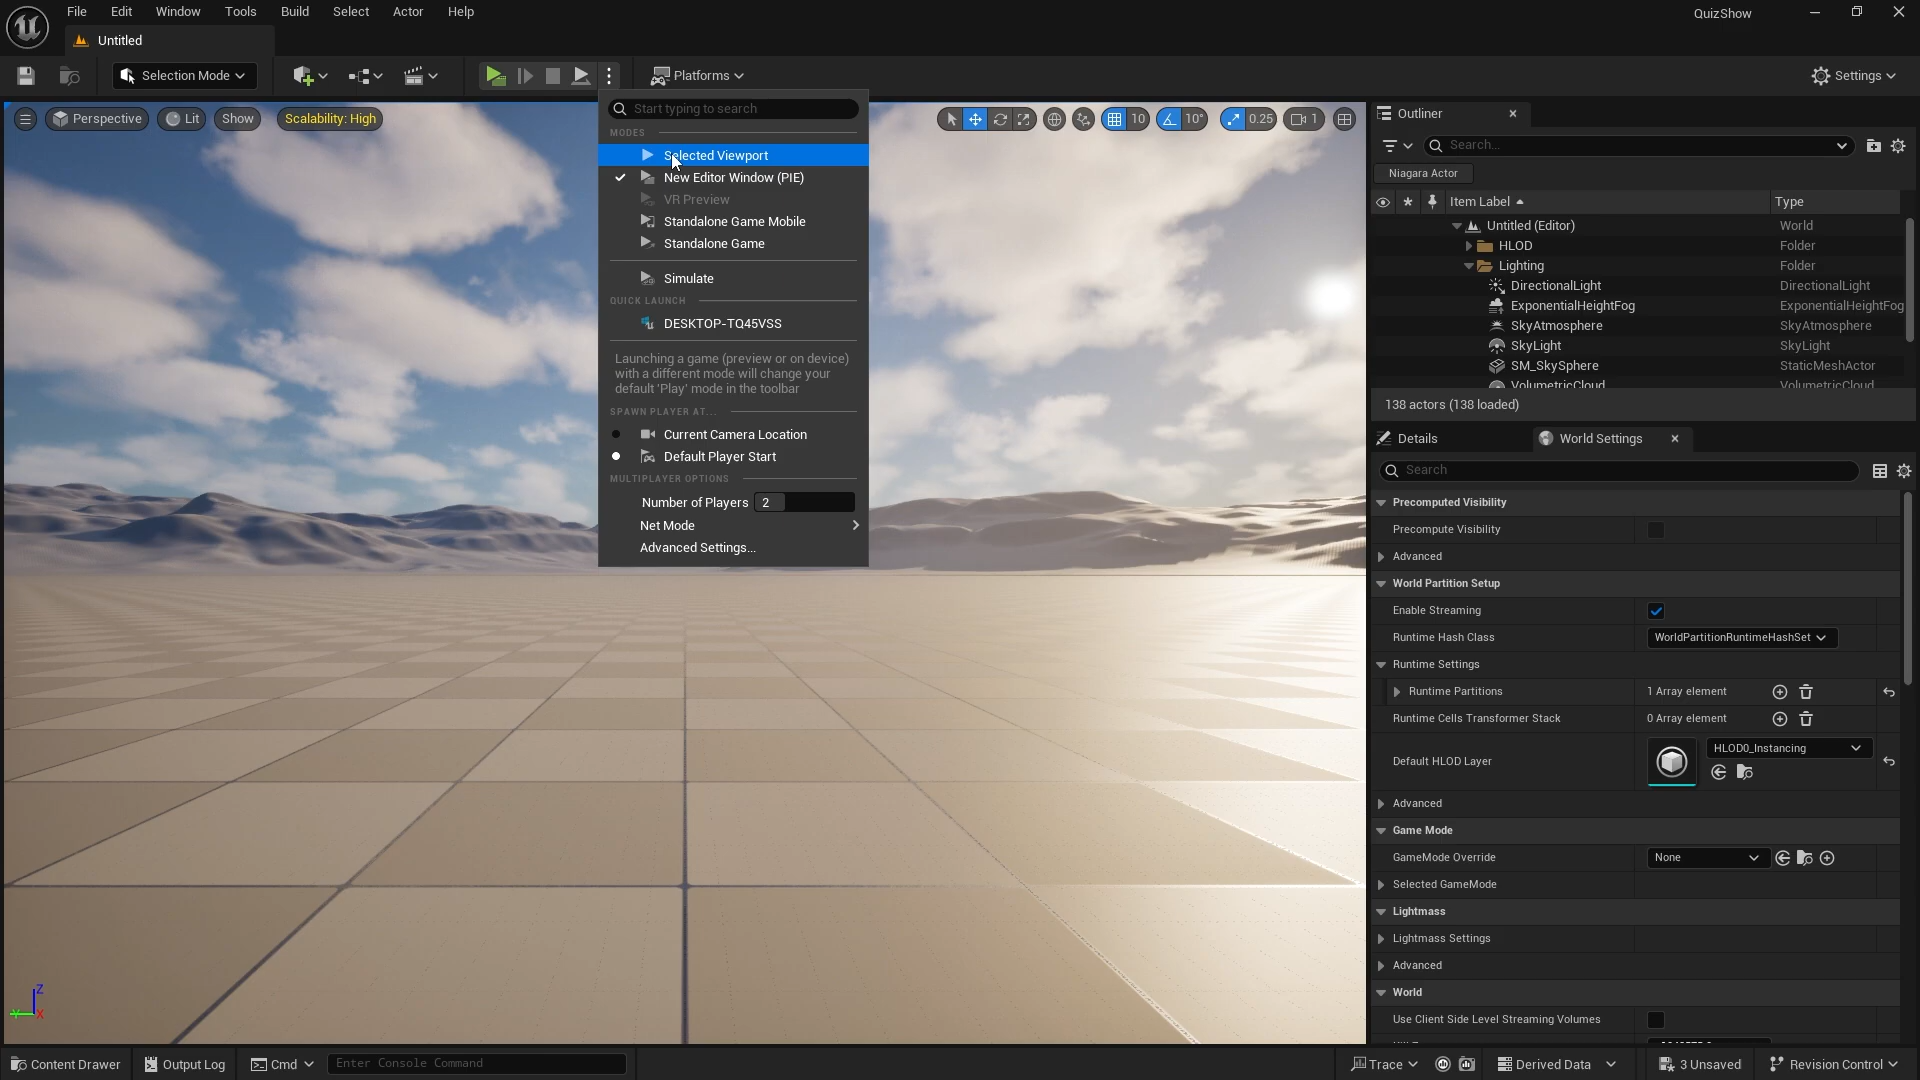 File Edit Window Tools Build Select Actor Help
QuizShow
Untitled
Selection Mode
Platforms
Settings
Perspective
Lit
Show
Scalability: High
10
10°
0.25
1
Start typing to search
MODES
Selected Viewport
New Editor Window (PIE)
VR Preview
Standalone Game Mobile
Standalone Game
Simulate
QUICK LAUNCH
DESKTOP-TQ45VSS
Launching a game (preview or on device)
with a different mode will change your
default 'Play' mode in the toolbar
SPAWN PLAYER AT...
Current Camera Location
Default Player Start
MULTIPLAYER OPTIONS
Number of Players 2
Net Mode
Advanced Settings...
Outliner
Search...
Niagara Actor
Item Label Type
Untitled (Editor) World
HLOD Folder
Lighting Folder
DirectionalLight DirectionalLight
ExponentialHeightFog ExponentialHeightFog
SkyAtmosphere SkyAtmosphere
SkyLight SkyLight
SM_SkySphere StaticMeshActor
VolumetricCloud VolumetricCloud
138 actors (138 loaded)
Details
World Settings
Search
Precomputed Visibility
Precompute Visibility
Advanced
World Partition Setup
Enable Streaming
Runtime Hash Class WorldPartitionRuntimeHashSet
Runtime Settings
Runtime Partitions 1 Array element
Runtime Cells Transformer Stack 0 Array element
Default HLOD Layer HLOD0_Instancing
Advanced
Game Mode
GameMode Override None
Selected GameMode
Lightmass
Lightmass Settings
Advanced
World
Use Client Side Level Streaming Volumes
Z
Y X
Content Drawer
Output Log
Cmd
Enter Console Command
Trace
Derived Data
3 Unsaved
Revision Control